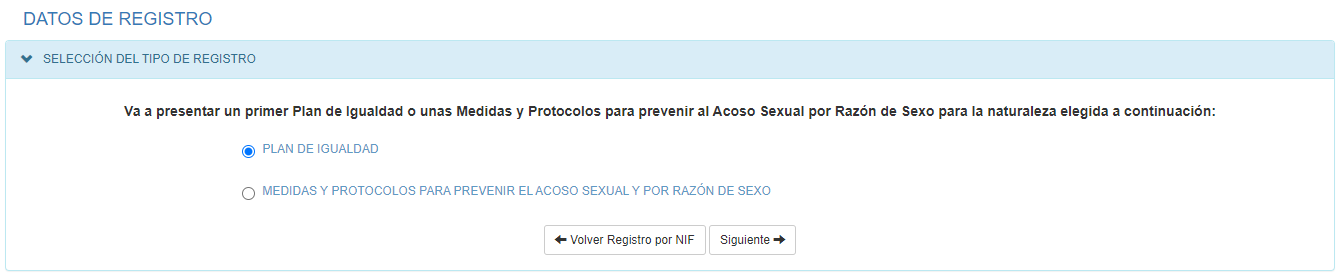 DATOS DE REGISTRO
SELECCIÓN DEL TIPO DE REGISTRO
Va a presentar un primer Plan de Igualdad o unas Medidas y Protocolos para prevenir al Acoso Sexual por Razón de Sexo para la naturaleza elegida a continuación:
PLAN DE IGUALDAD
MEDIDAS Y PROTOCOLOS PARA PREVENIR EL ACOSO SEXUAL Y POR RAZÓN DE SEXO
Volver Registro por NIF Siguiente